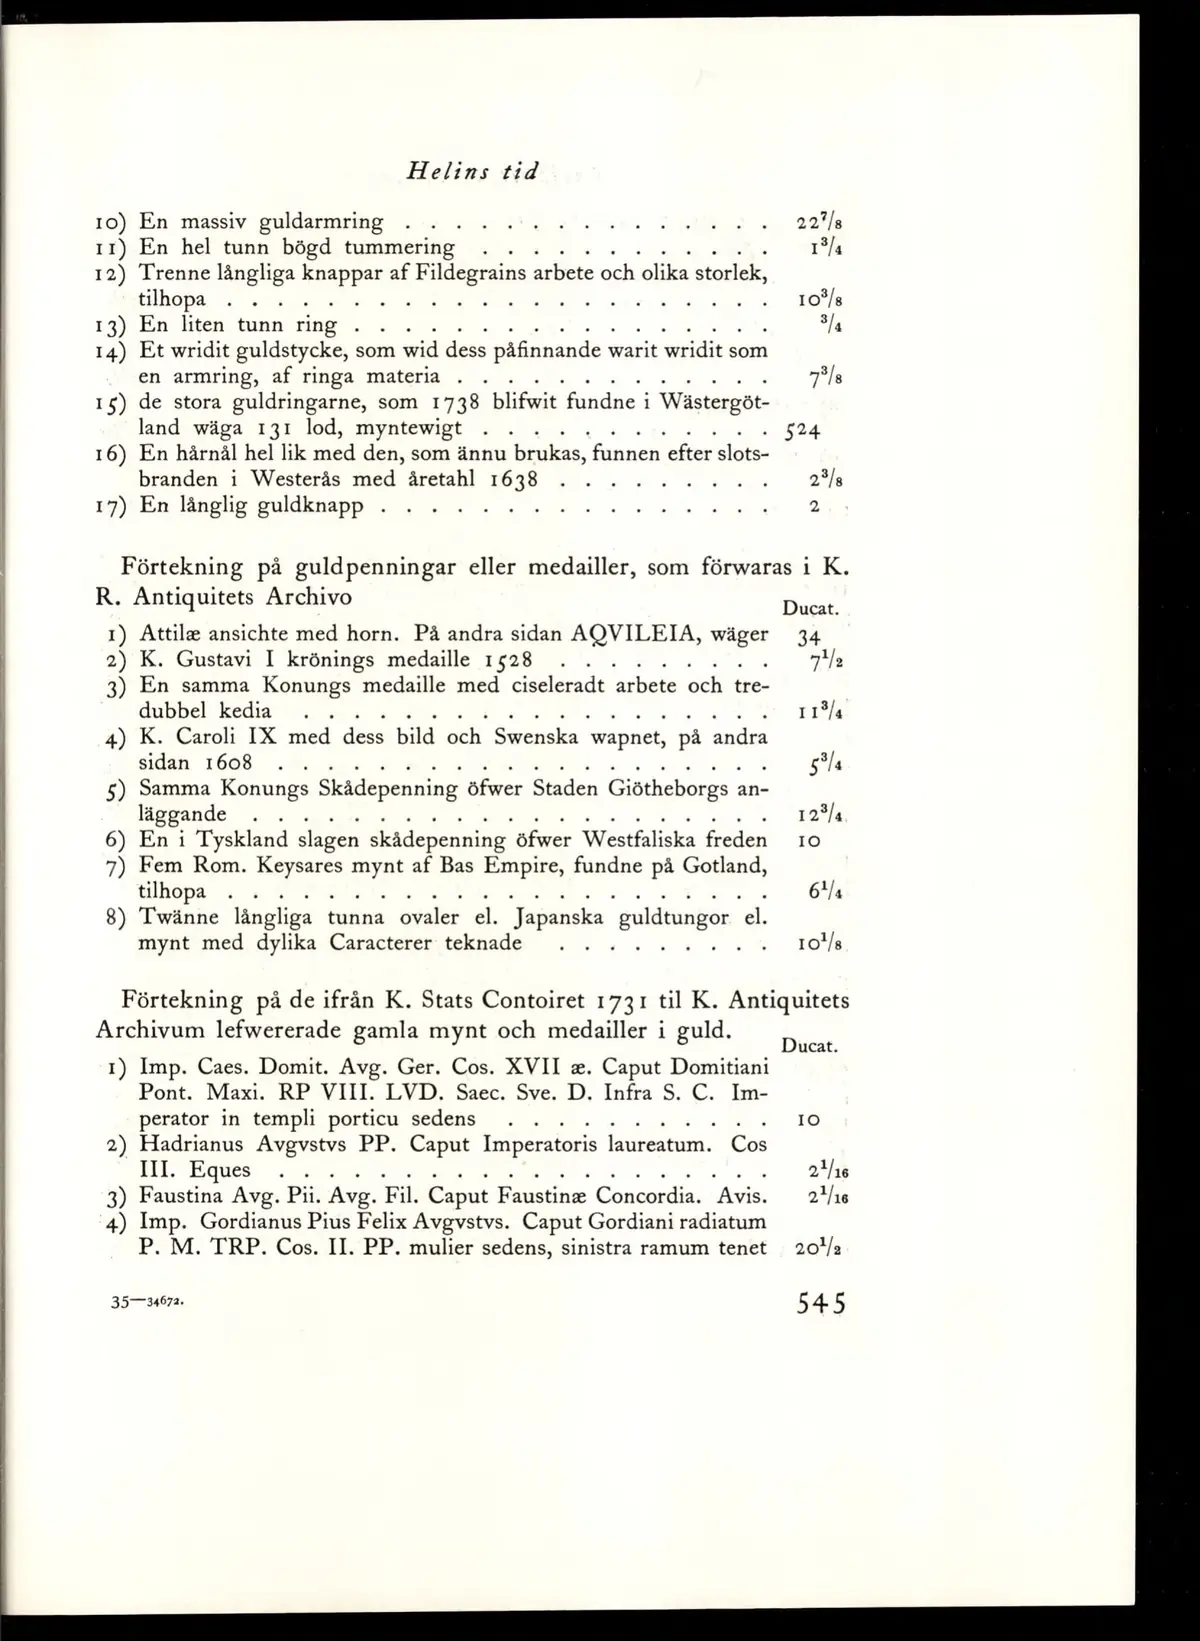 Helins tid
10) En massiv guldarmring . . . . . . . . . . . . . . . 22⁷/₈
11) En hel tunn bögd tummering . . . . . . . . . . . . 1³/₄
12) Trenne långliga knappar af Fildegrains arbete och olika storlek,
tilhopa . . . . . . . . . . . . . . . . . . . . . . 10³/₈
13) En liten tunn ring . . . . . . . . . . . . . . . . . ³/₄
14) Et wridit guldstycke, som wid dess påfinnande warit wridit som
en armring, af ringa materia . . . . . . . . . . . . . 7³/₈
15) de stora guldringarne, som 1738 blifwit fundne i Wästergöt-
land wäga 131 lod, myntewigt . . . . . . . . . . . . 524
16) En hårnål hel lik med den, som ännu brukas, funnen efter slots-
branden i Westerås med åretahl 1638 . . . . . . . . . 2³/₈
17) En långlig guldknapp . . . . . . . . . . . . . . . . 2
Förtekning på guldpenningar eller medailler, som förwaras i K.
R. Antiquitets Archivo
Ducat.
1) Attilæ ansichte med horn. På andra sidan AQVILEIA, wäger 34
2) K. Gustavi I krönings medaille 1528 . . . . . . . . . 7¹/₂
3) En samma Konungs medaille med ciseleradt arbete och tre-
dubbel kedia . . . . . . . . . . . . . . . . . . . 11³/₄
4) K. Caroli IX med dess bild och Swenska wapnet, på andra
sidan 1608 . . . . . . . . . . . . . . . . . . . . 5³/₄
5) Samma Konungs Skådepenning öfwer Staden Giötheborgs an-
läggande . . . . . . . . . . . . . . . . . . . . . 12³/₄
6) En i Tyskland slagen skådepenning öfwer Westfaliska freden 10
7) Fem Rom. Keysares mynt af Bas Empire, fundne på Gotland,
tilhopa . . . . . . . . . . . . . . . . . . . . . . 6¹/₄
8) Twänne långliga tunna ovaler el. Japanska guldtungor el.
mynt med dylika Caracterer teknade . . . . . . . . . 10¹/₈
Förtekning på de ifrån K. Stats Contoiret 1731 til K. Antiquitets
Archivum lefwererade gamla mynt och medailler i guld.
Ducat.
1) Imp. Caes. Domit. Avg. Ger. Cos. XVII æ. Caput Domitiani
Pont. Maxi. RP VIII. LVD. Saec. Sve. D. Infra S. C. Im-
perator in templi porticu sedens . . . . . . . . . . . 10
2) Hadrianus Avgvstvs PP. Caput Imperatoris laureatum. Cos
III. Eques . . . . . . . . . . . . . . . . . . . . 2¹/₁₆
3) Faustina Avg. Pii. Avg. Fil. Caput Faustinæ Concordia. Avis. 2¹/₁₆
4) Imp. Gordianus Pius Felix Avgvstvs. Caput Gordiani radiatum
P. M. TRP. Cos. II. PP. mulier sedens, sinistra ramum tenet 20¹/₂
35—34672.
545